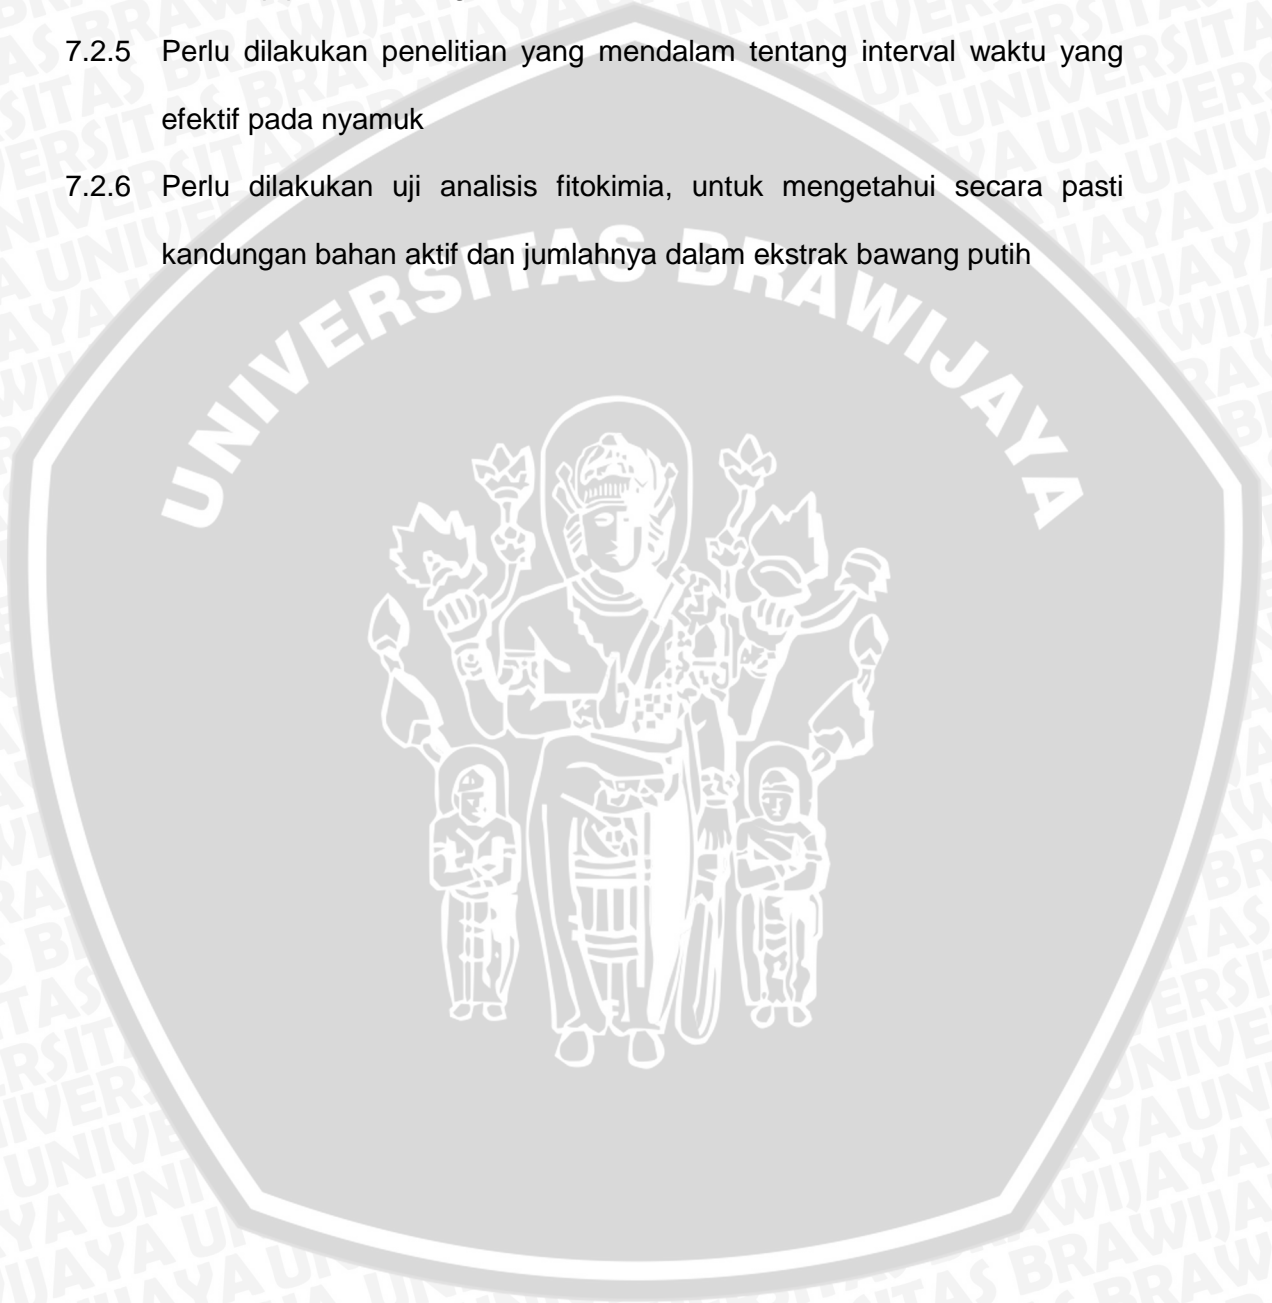 7.2.5 Perlu dilakukan penelitian yang mendalam tentang interval waktu yang
efektif pada nyamuk
7.2.6 Perlu dilakukan uji analisis fitokimia, untuk mengetahui secara pasti
kandungan bahan aktif dan jumlahnya dalam ekstrak bawang putih
UNIVERSITAS BRAWIJAYA